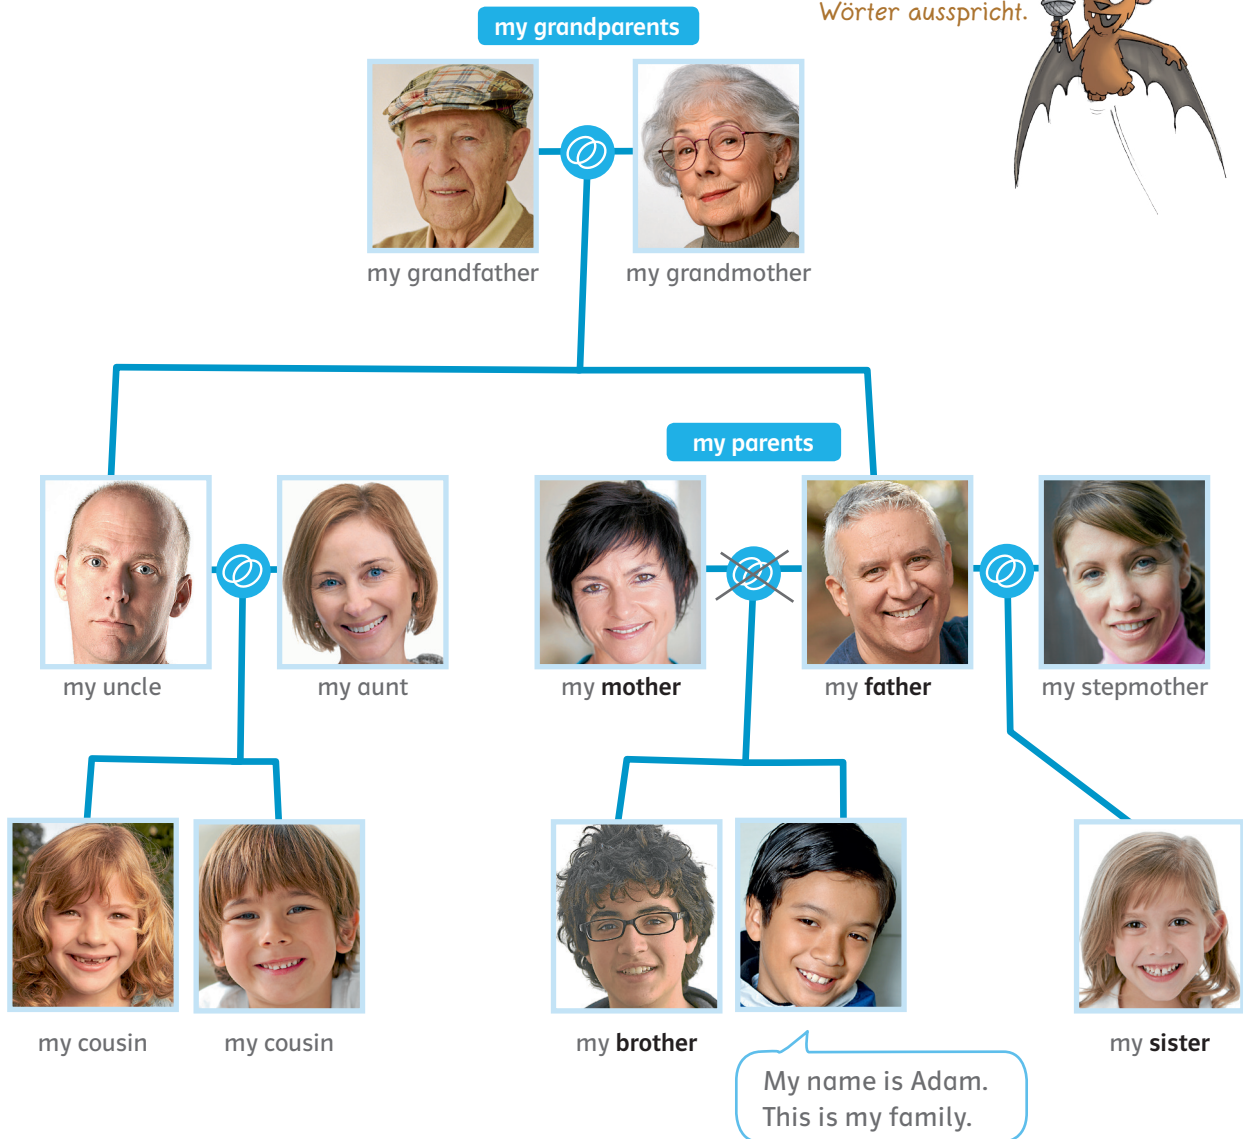 Wörter ausspricht.
my grandparents
my grandfather
my grandmother
my parents
my uncle
my aunt
my mother
my father
my stepmother
my cousin
my cousin
my brother
my sister
My name is Adam.
This is my family.